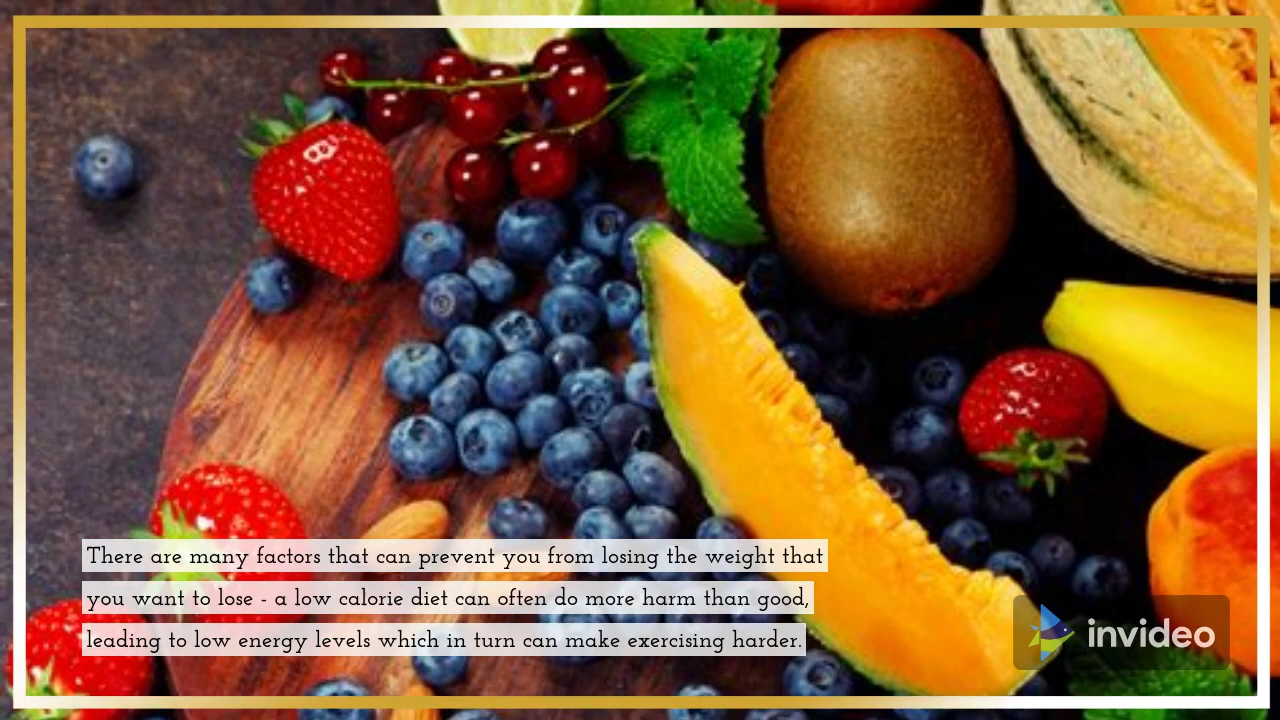 There are many factors that can prevent you from losing the weight that
you want to lose - a low calorie diet can often do more harm than good,
leading to low energy levels which in turn can make exercising harder.
invideo